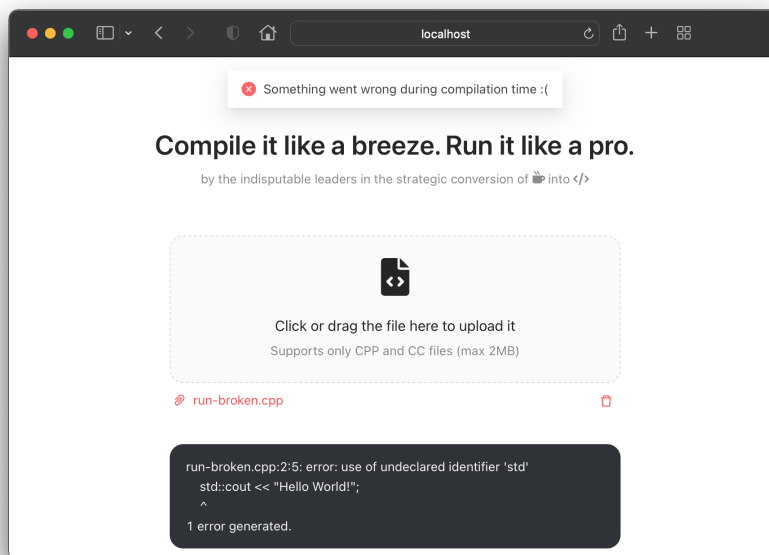 localhost
Something went wrong during compilation time :(
Compile it like a breeze. Run it like a pro.
by the indisputable leaders in the strategic conversion of into </>
Click or drag the file here to upload it
Supports only CPP and CC files (max 2MB)
run-broken.cpp
run-broken.cpp:2:5: error: use of undeclared identifier 'std'
std::cout << "Hello World!";
^
1 error generated.